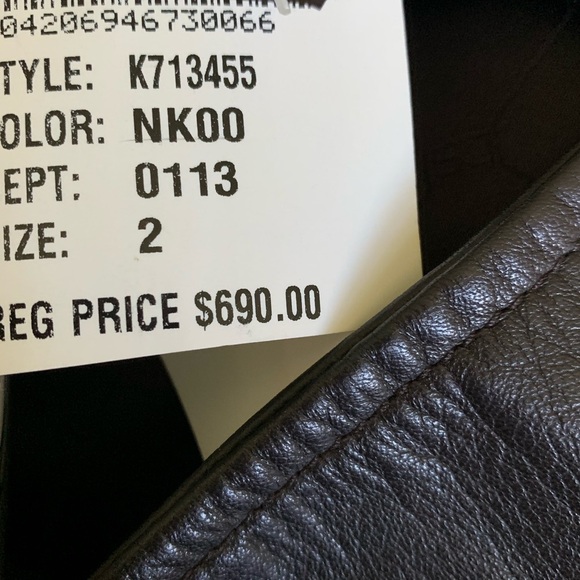 04206946730066
TYLE: K713455
OLOR: NK00
EPT: 0113
IZE: 2
REG PRICE $690.00